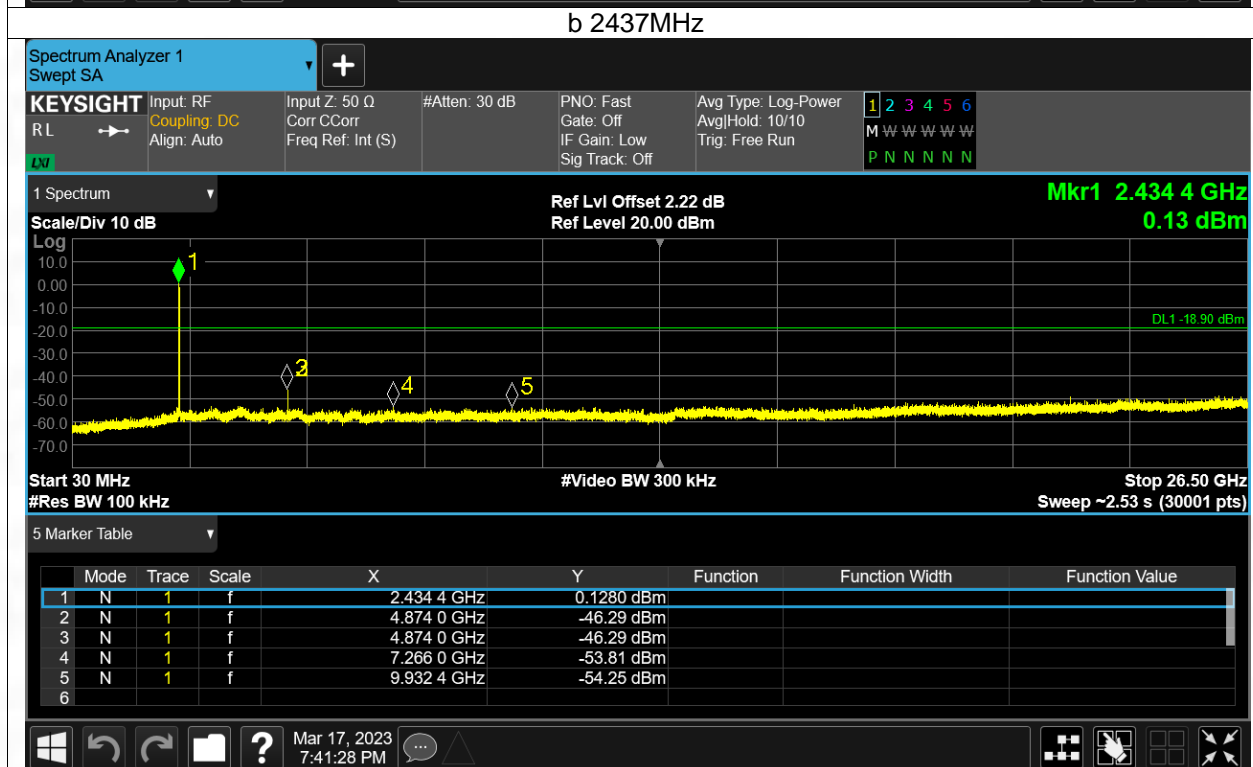 b 2437MHz
Spectrum Analyzer 1
Swept SA
KEYSIGHT Input: RF Input Z: 50 Ω #Atten: 30 dB PNO: Fast Avg Type: Log-Power 1 2 3 4 5 6
R L Coupling: DC Corr CCorr Gate: Off Avg|Hold: 10/10 M W W W W W
Align: Auto Freq Ref: Int (S) IF Gain: Low Trig: Free Run
LXI Sig Track: Off P N N N N N
1 Spectrum Ref Lvl Offset 2.22 dB Mkr1 2.434 4 GHz
Scale/Div 10 dB Ref Level 20.00 dBm 0.13 dBm
Log
10.0 1
0.00
-10.0
DL1 -18.90 dBm
-20.0
-30.0
3
-40.0 4 5
-50.0
-60.0
-70.0
Start 30 MHz #Video BW 300 kHz Stop 26.50 GHz
#Res BW 100 kHz Sweep ~2.53 s (30001 pts)
5 Marker Table
Mode Trace Scale X Y Function Function Width Function Value
1 N 1 f 2.434 4 GHz 0.1280 dBm
2 N 1 f 4.874 0 GHz -46.29 dBm
3 N 1 f 4.874 0 GHz -46.29 dBm
4 N 1 f 7.266 0 GHz -53.81 dBm
5 N 1 f 9.932 4 GHz -54.25 dBm
6
? Mar 17, 2023
7:41:28 PM